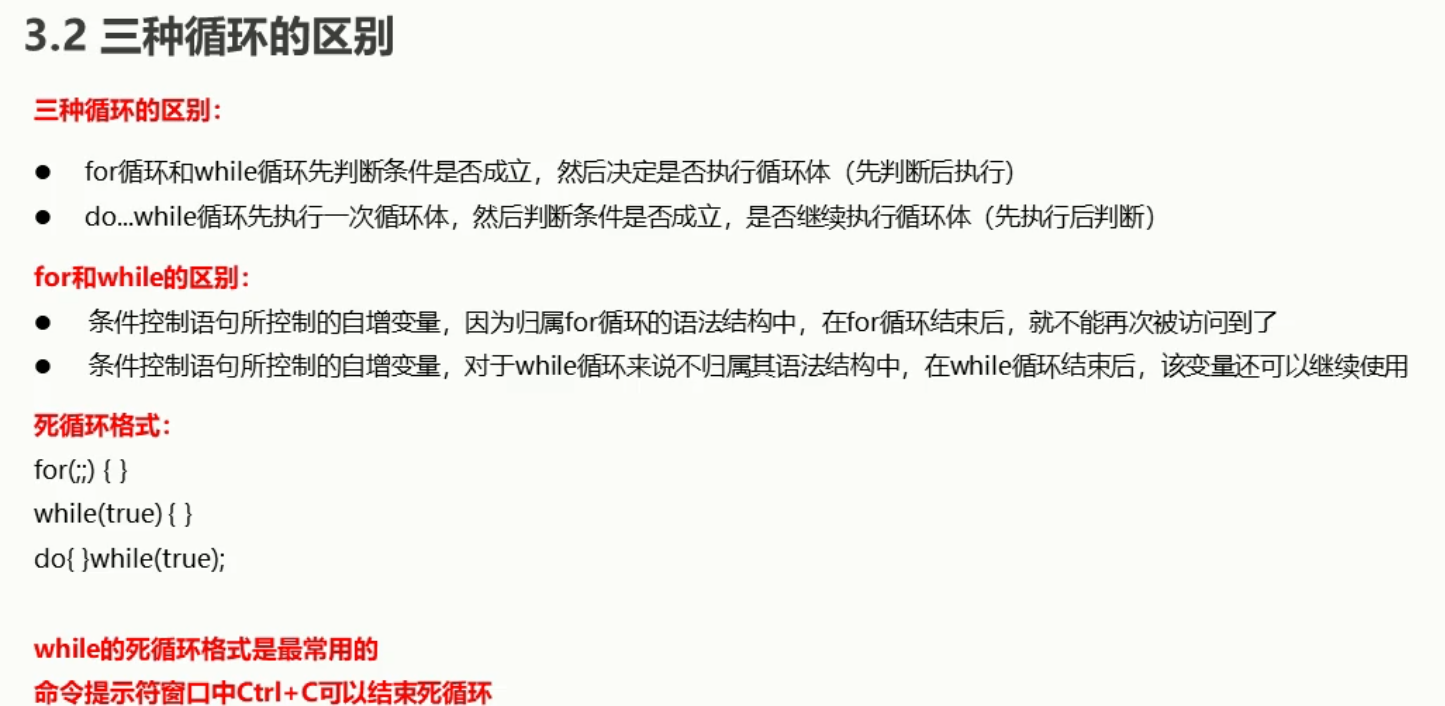 3.2 三种循环的区别
三种循环的区别：
● for循环和while循环先判断条件是否成立，然后决定是否执行循环体（先判断后执行）
● do...while循环先执行一次循环体，然后判断条件是否成立，是否继续执行循环体（先执行后判断）
for和while的区别：
● 条件控制语句所控制的自增变量，因为归属for循环的语法结构中，在for循环结束后，就不能再次被访问到了
● 条件控制语句所控制的自增变量，对于while循环来说不归属其语法结构中，在while循环结束后，该变量还可以继续使用
死循环格式：
for(;;) { }
while(true) { }
do{ }while(true);
while的死循环格式是最常用的
命令提示符窗口中Ctrl+C可以结束死循环